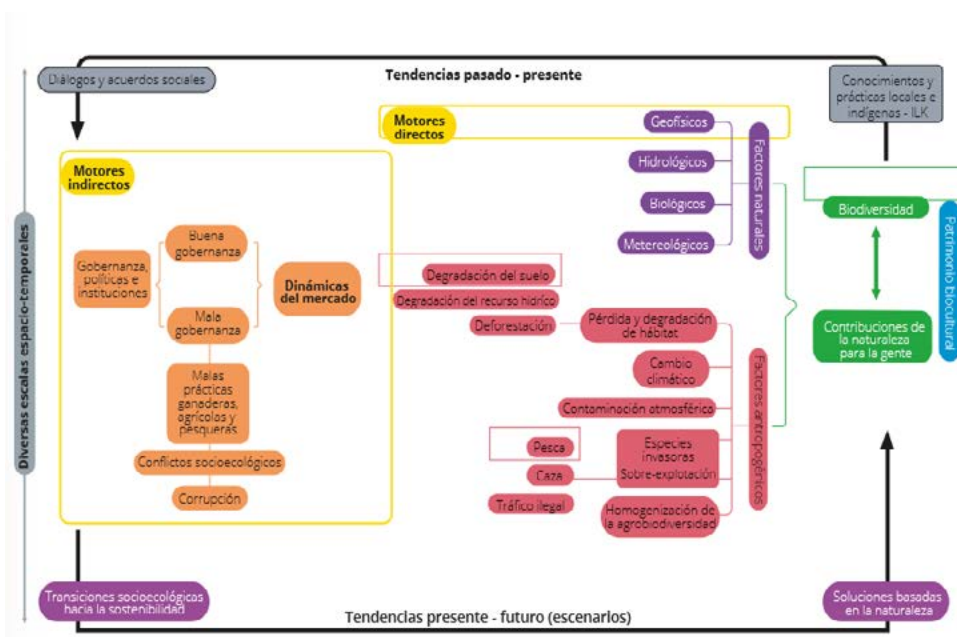 Diálogos y acuerdos sociales
Tendencias pasado - presente
Conocimientos y
prácticas locales e
indígenas - ILK
Motores
directos
Motores
indirectos
Geofísicos
Hidrológicos
Biológicos
Metereológicos
Factores naturales
Biodiversidad
Contribuciones de
la naturaleza
para la gente
Patrimonio biocultural
Diversas escalas espacio-temporales
Gobernanza,
políticas e
instituciones
Buena
gobernanza
Mala
gobernanza
Dinámicas
del mercado
Malas
prácticas
ganaderas,
agrícolas y
pesqueras
Conflictos socioecológicos
Corrupción
Degradación del suelo
Degradación del recurso hidríco
Deforestación
Pérdida y degradación
de hábitat
Cambio
climático
Contaminación atmosférica
Pesca
Caza
Tráfico ilegal
Especies
invasoras
Sobre-explotación
Homogenización de
la agrobiodiversidad
Factores antropogénicos
Transiciones socioecológicas
hacia la sostenibilidad
Tendencias presente - futuro (escenarios)
Soluciones basadas
en la naturaleza